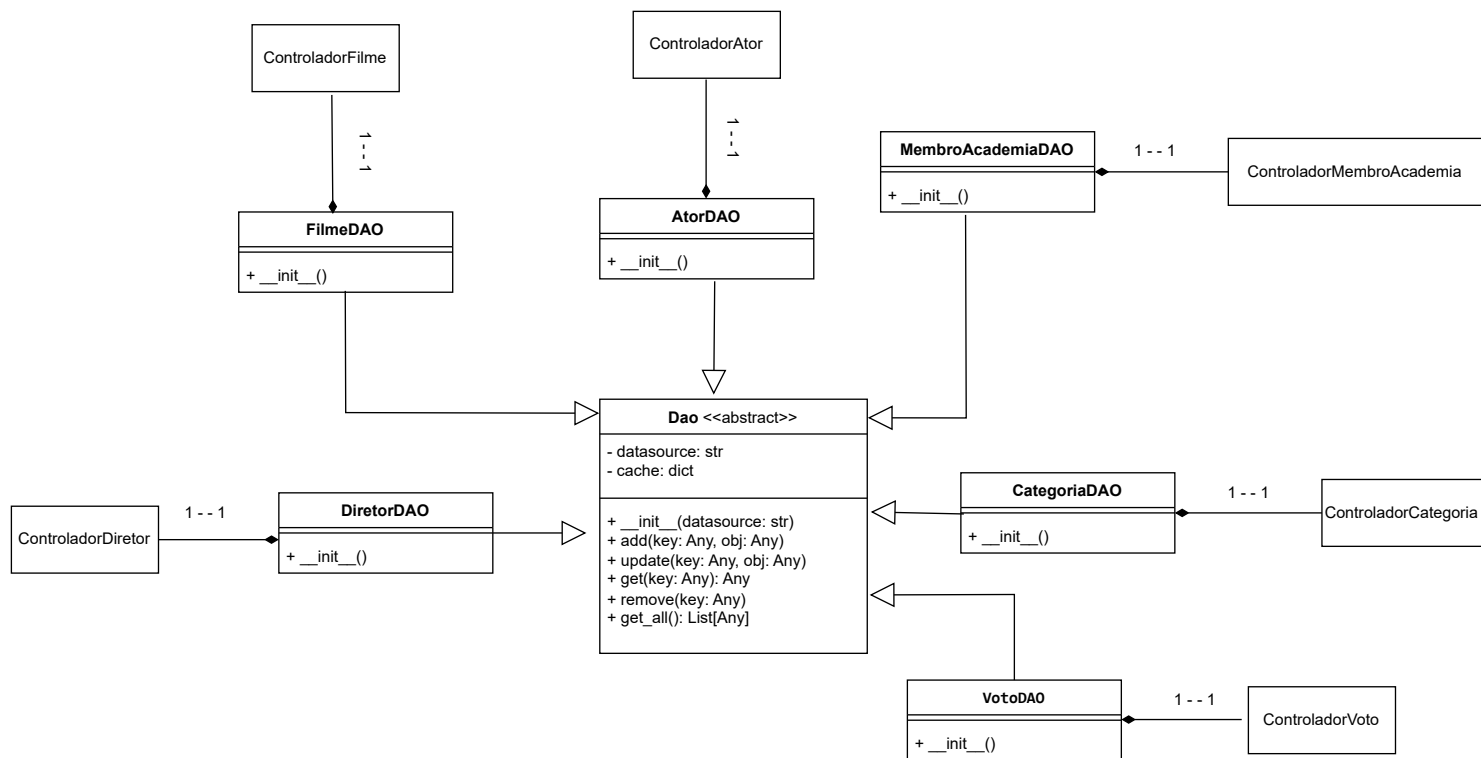 ControladorFilme
ControladorAtor
1 - - 1
1 - - 1
MembroAcademiaDAO
+ __init__()
1 - - 1
ControladorMembroAcademia
FilmeDAO
+ __init__()
AtorDAO
+ __init__()
Dao <<abstract>>
- datasource: str
- cache: dict
+ __init__(datasource: str)
+ add(key: Any, obj: Any)
+ update(key: Any, obj: Any)
+ get(key: Any): Any
+ remove(key: Any)
+ get_all(): List[Any]
ControladorDiretor
1 - - 1
DiretorDAO
+ __init__()
CategoriaDAO
+ __init__()
1 - - 1
ControladorCategoria
VotoDAO
+ __init__()
1 - - 1
ControladorVoto